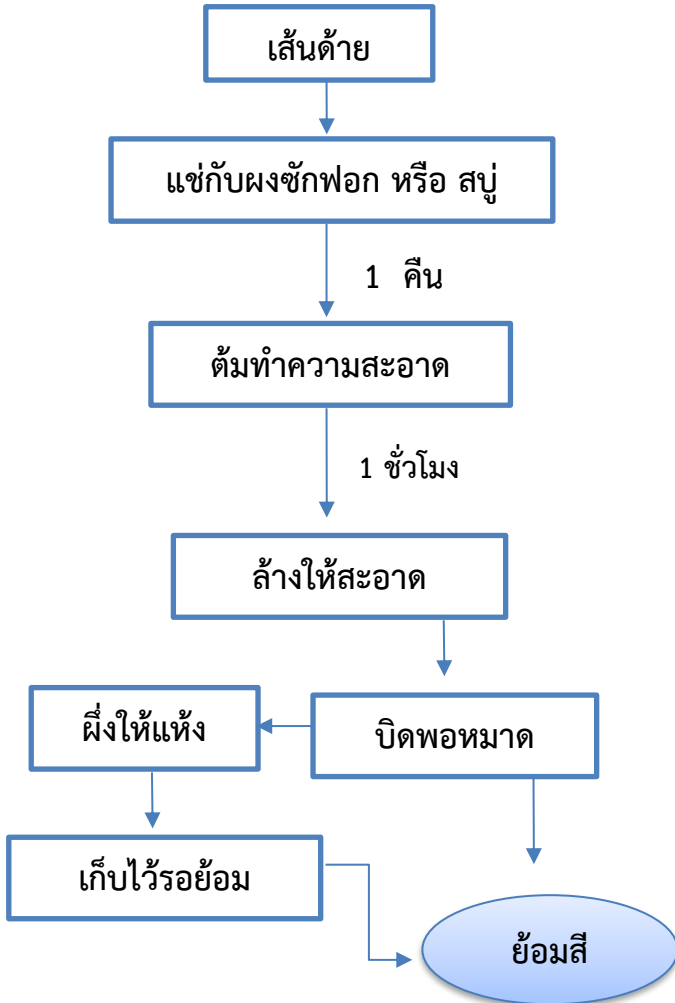 เส้นด้าย
แช่กับผงซักฟอก หรือ สบู่
1 คืน
ต้มทำความสะอาด
1 ชั่วโมง
ล้างให้สะอาด
ผึ่งให้แห้ง
บิดพอหมาด
เก็บไว้รอย้อม
ย้อมสี